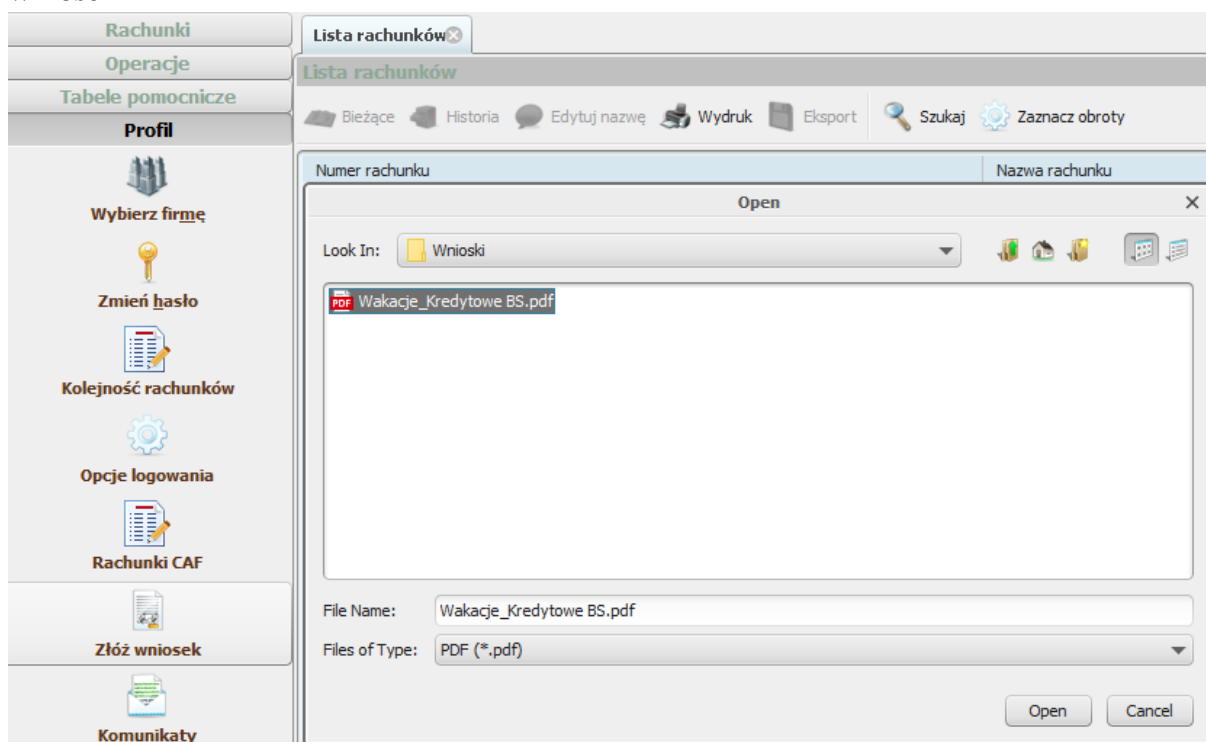 Rachunki
Operacje
Tabele pomocnicze
Profil
Wybierz firmę
Zmień hasło
Kolejność rachunków
Opcje logowania
Rachunki CAF
Złóż wniosek
Komunikaty
Lista rachunków
Lista rachunków
Bieżące Historia Edytuj nazwę Wydruk Eksport Szukaj Zaznacz obroty
Numer rachunku Nazwa rachunku
Open
Look In: Wnioski
PDF Wakacje_Kredytowe BS.pdf
File Name: Wakacje_Kredytowe BS.pdf
Files of Type: PDF (*.pdf)
Open Cancel